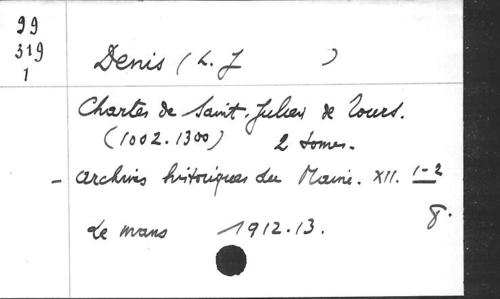 99
319
1
Denis (L. J )
Chartes de Saint-Julien de Tours.
(1002.1300) 2 tomes.
- Archives historiques du Maine. XII. 1-2
Le Mans 1912.13. 8.